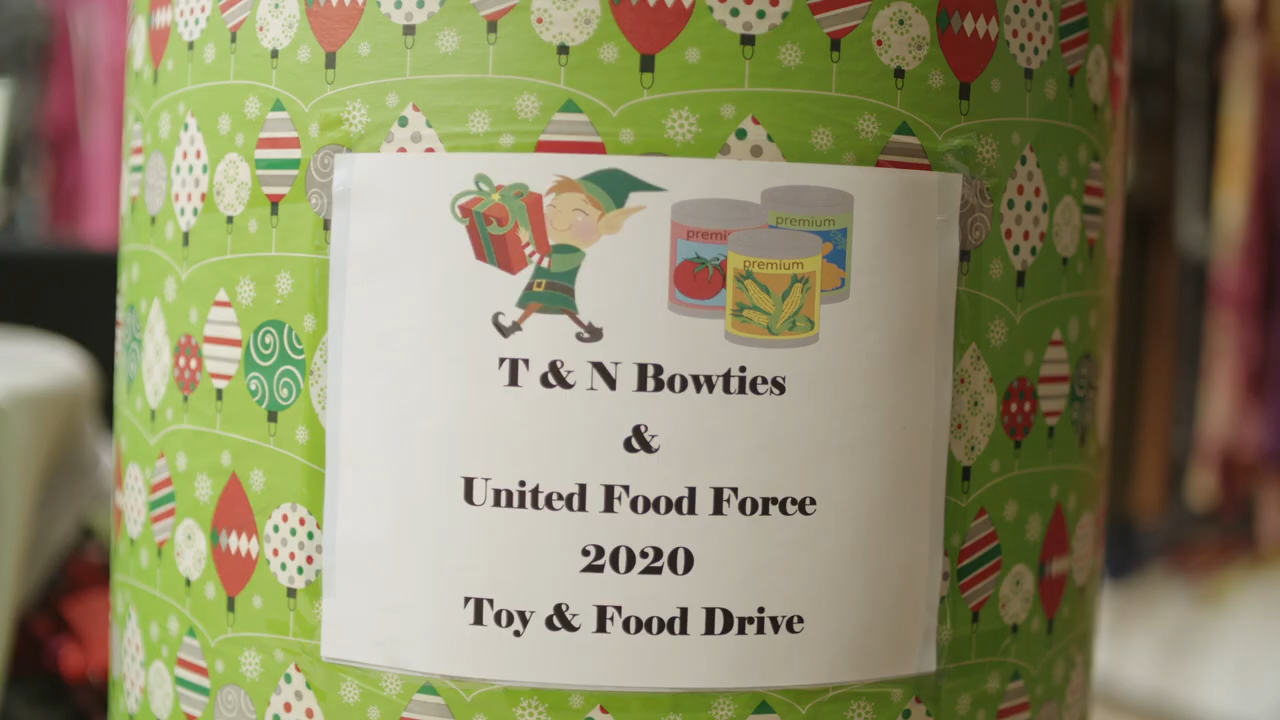 premium
premium
premium
T & N Bowties
&
United Food Force
2020
Toy & Food Drive